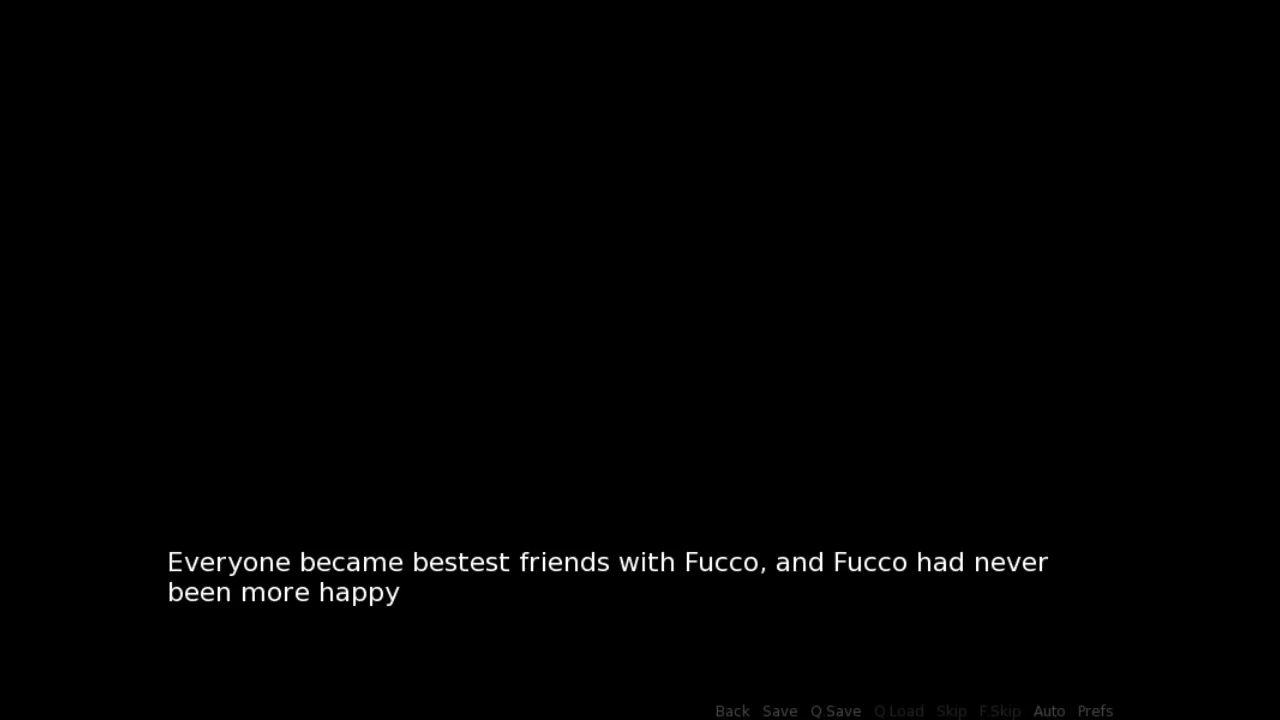 Everyone became bestest friends with Fucco, and Fucco had never
been more happy
Back Save Q.Save Q.Load Skip F.Skip Auto Prefs